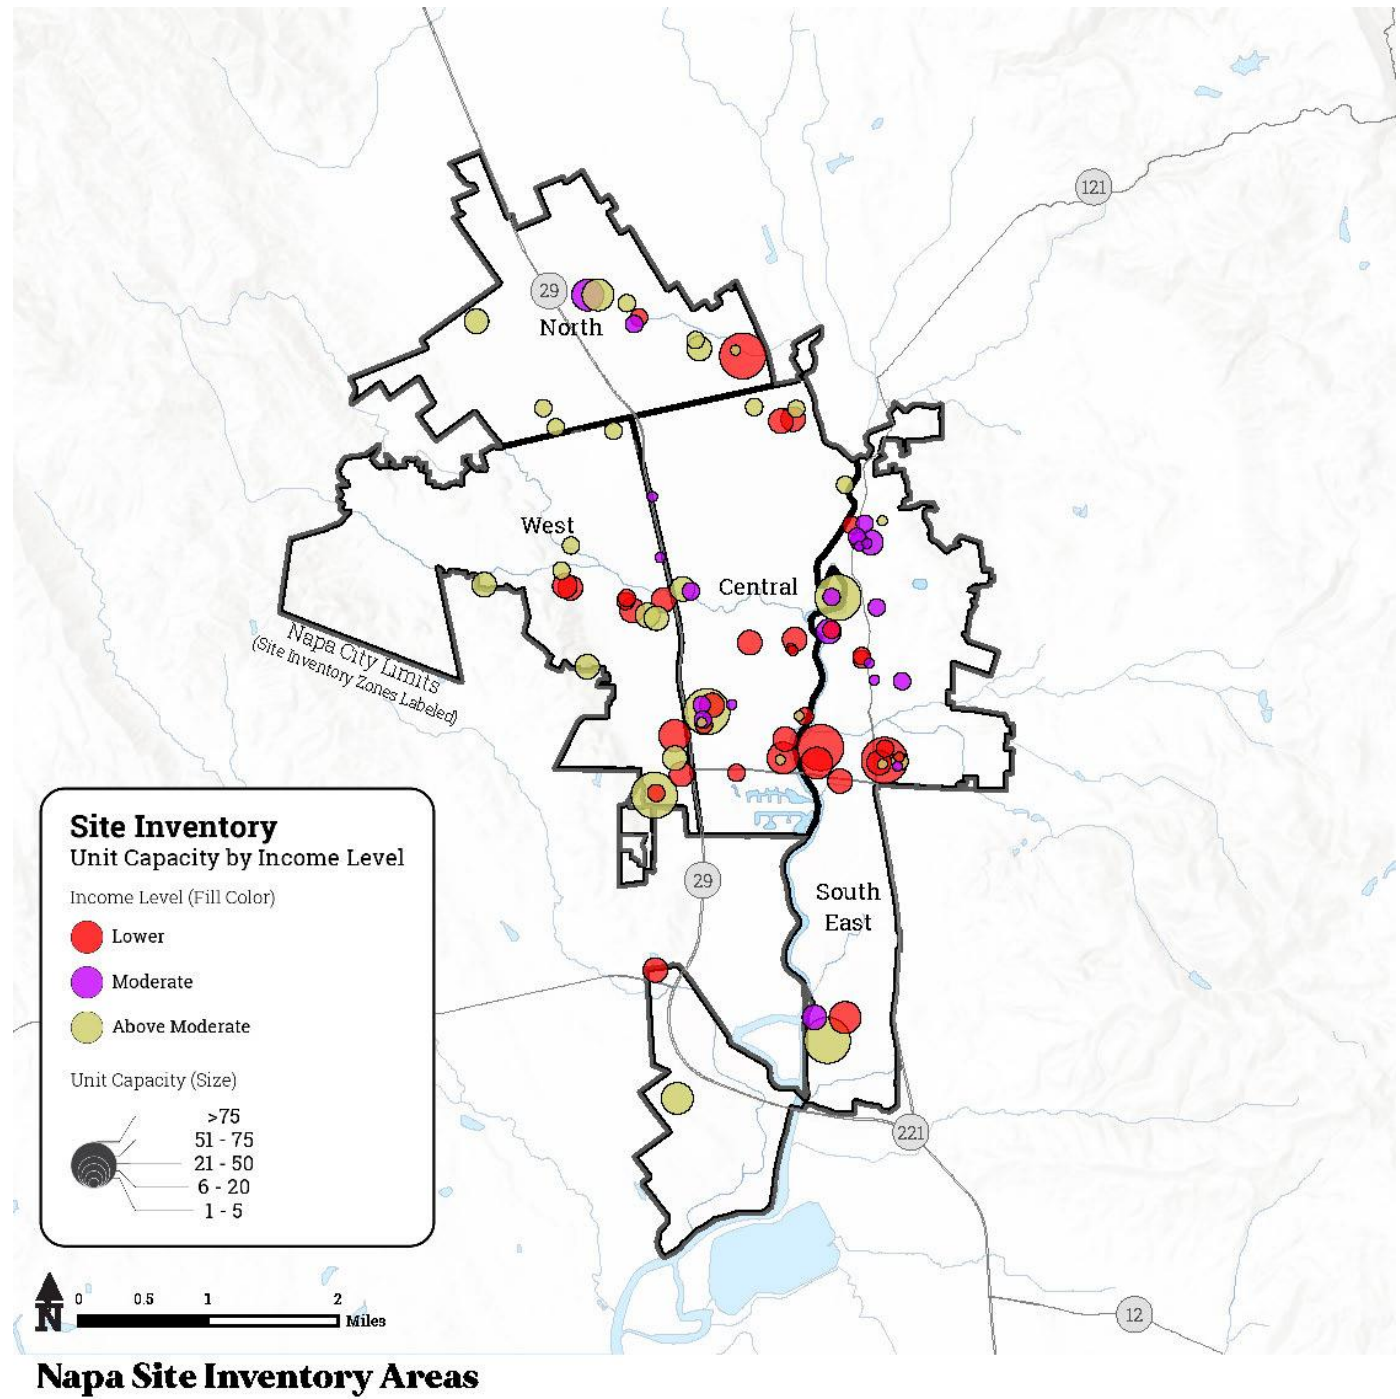 121
29
North
West
Central
Napa City Limits
(Site Inventory Zones Labeled)
29
South
East
221
12
Site Inventory
Unit Capacity by Income Level
Income Level (Fill Color)
Lower
Moderate
Above Moderate
Unit Capacity (Size)
>75
51 - 75
21 - 50
6 - 20
1 - 5
N
0 0.5 1 2
Miles
Napa Site Inventory Areas